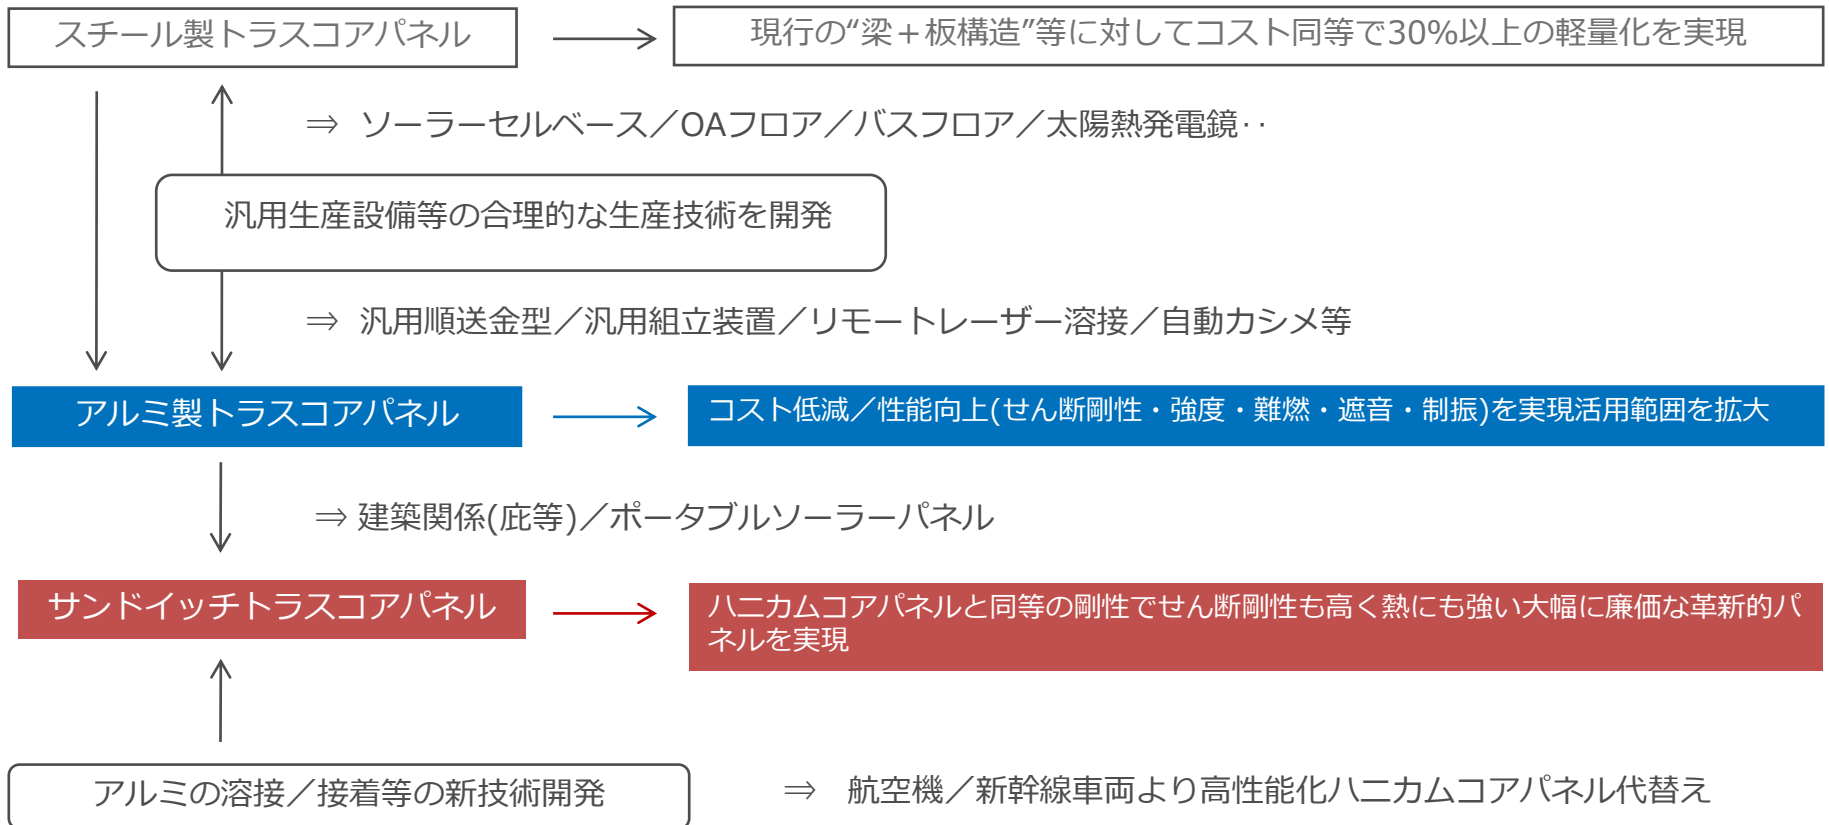 スチール製トラスコアパネル
現行の“梁＋板構造”等に対してコスト同等で30%以上の軽量化を実現
⇒ ソーラーセルベース／OAフロア／バスフロア／太陽熱発電鏡‥
汎用生産設備等の合理的な生産技術を開発
⇒ 汎用順送金型／汎用組立装置／リモートレーザー溶接／自動カシメ等
アルミ製トラスコアパネル
コスト低減／性能向上(せん断剛性・強度・難燃・遮音・制振)を実現活用範囲を拡大
⇒ 建築関係(庇等)／ポータブルソーラーパネル
サンドイッチトラスコアパネル
ハニカムコアパネルと同等の剛性でせん断剛性も高く熱にも強い大幅に廉価な革新的パ
ネルを実現
アルミの溶接／接着等の新技術開発
⇒ 航空機／新幹線車両より高性能化ハニカムコアパネル代替え